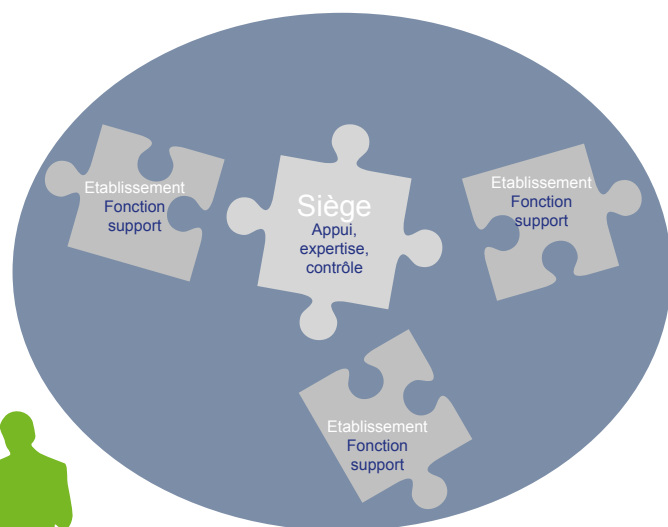 Etablissement
Fonction
support
Siège
Appui,
expertise,
contrôle
Etablissement
Fonction
support
Etablissement
Fonction
support